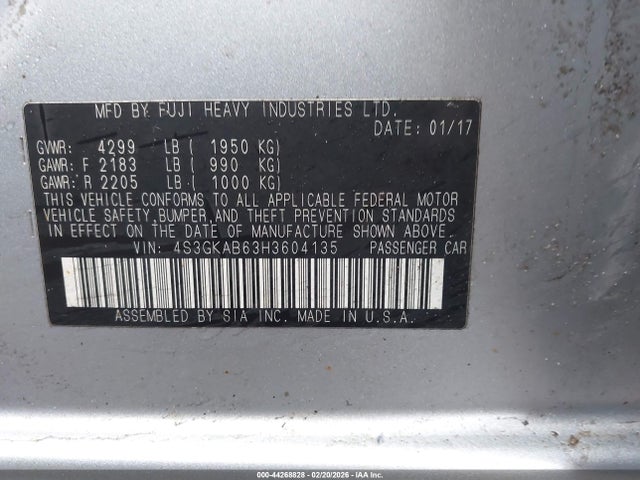 MFD BY FUJI HEAVY INDUSTRIES LTD.
DATE: 01/17
GVWR: 4299 LB ( 1950 KG)
GAWR: F 2183 LB ( 990 KG)
GAWR: R 2205 LB ( 1000 KG)
THIS VEHICLE CONFORMS TO ALL APPLICABLE FEDERAL MOTOR
VEHICLE SAFETY,BUMPER,AND THEFT PREVENTION STANDARDS
IN EFFECT ON THE DATE OF MANUFACTURE SHOWN ABOVE.
VIN: 4S3GKAB63H3604135 PASSENGER CAR
ASSEMBLED BY SIA INC. MADE IN U.S.A.
000-44268828 - 02/20/2026 - IAA Inc.